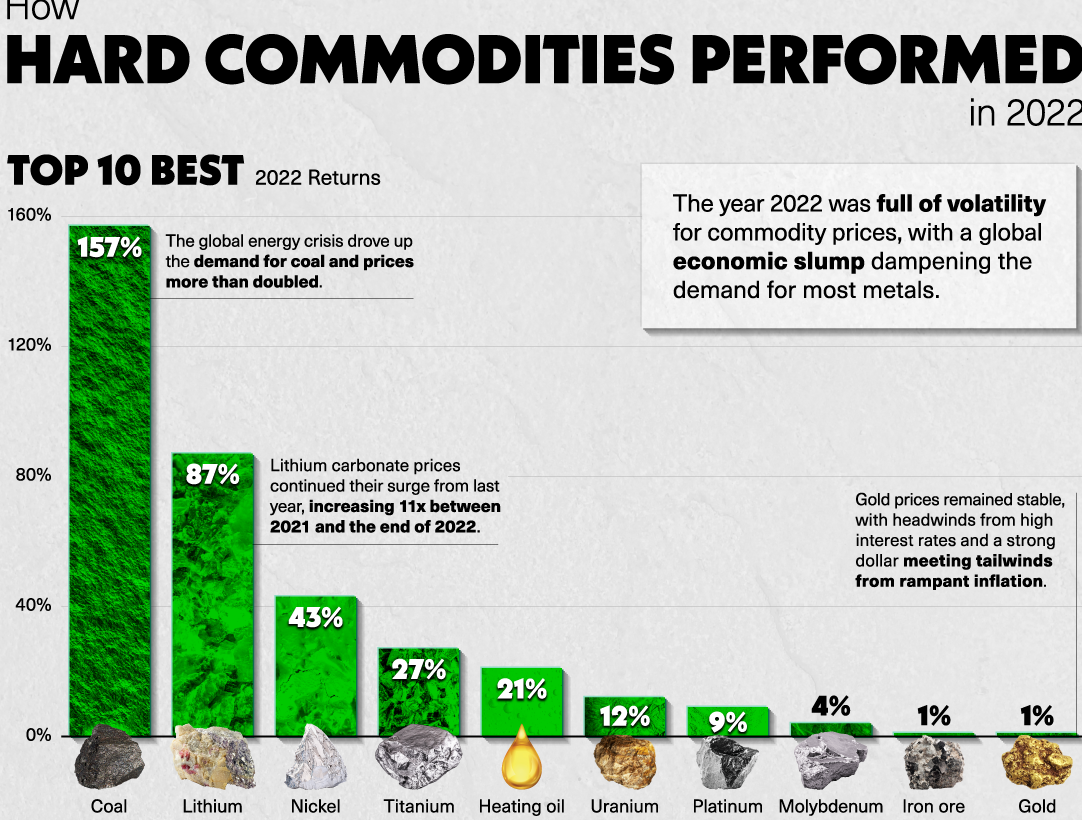 How
HARD COMMODITIES PERFORMED
in 2022
TOP 10 BEST 2022 Returns
The year 2022 was full of volatility
for commodity prices, with a global
economic slump dampening the
demand for most metals.
160%
120%
80%
40%
0%
157%
The global energy crisis drove up
the demand for coal and prices
more than doubled.
87%
Lithium carbonate prices
continued their surge from last
year, increasing 11x between
2021 and the end of 2022.
Gold prices remained stable,
with headwinds from high
interest rates and a strong
dollar meeting tailwinds
from rampant inflation.
43%
27%
21%
12%
9%
4%
1%
1%
Coal
Lithium
Nickel
Titanium
Heating oil
Uranium
Platinum
Molybdenum
Iron ore
Gold